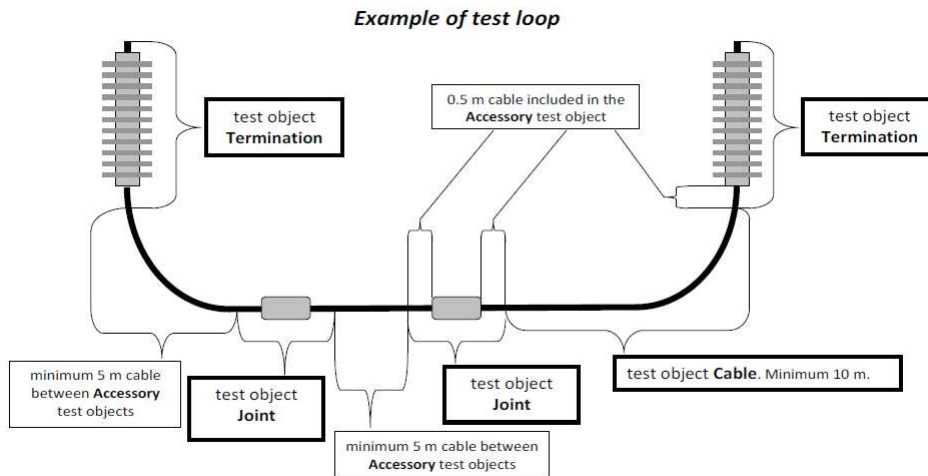 Example of test loop
test object
Termination
0.5 m cable included in the
Accessory test object
test object
Termination
minimum 5 m cable
between Accessory
test objects
test object
Joint
minimum 5 m cable between
Accessory test objects
test object
Joint
test object Cable. Minimum 10 m.